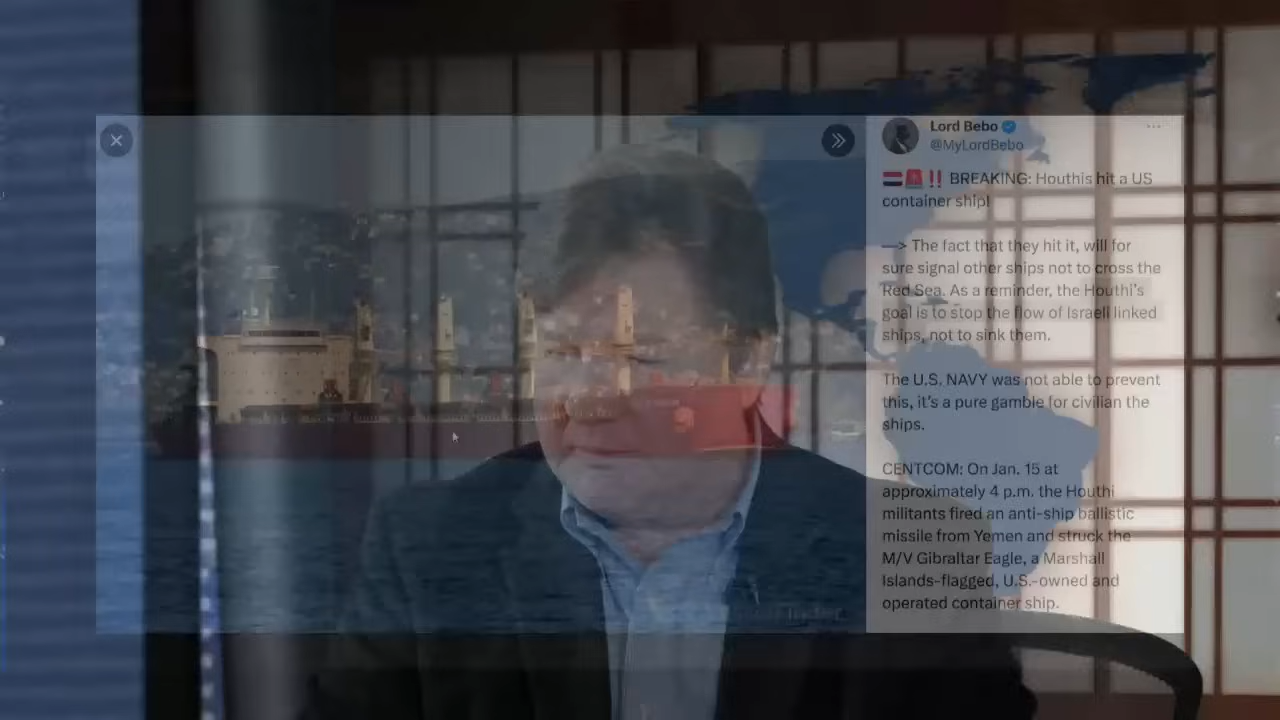 Lord Bebo
@MyLordBebo
BREAKING: Houthis hit a US
container ship!
—> The fact that they hit it, will for
sure signal other ships not to cross the
Red Sea. As a reminder, the Houthi's
goal is to stop the flow of Israeli linked
ships, not to sink them.
The U.S. NAVY was not able to prevent
this, it's a pure gamble for civilian the
ships.
CENTCOM: On Jan. 15 at
approximately 4 p.m. the Houthi
militants fired an anti-ship ballistic
missile from Yemen and struck the
M/V Gibraltar Eagle, a Marshall
Islands-flagged, U.S.-owned and
operated container ship.